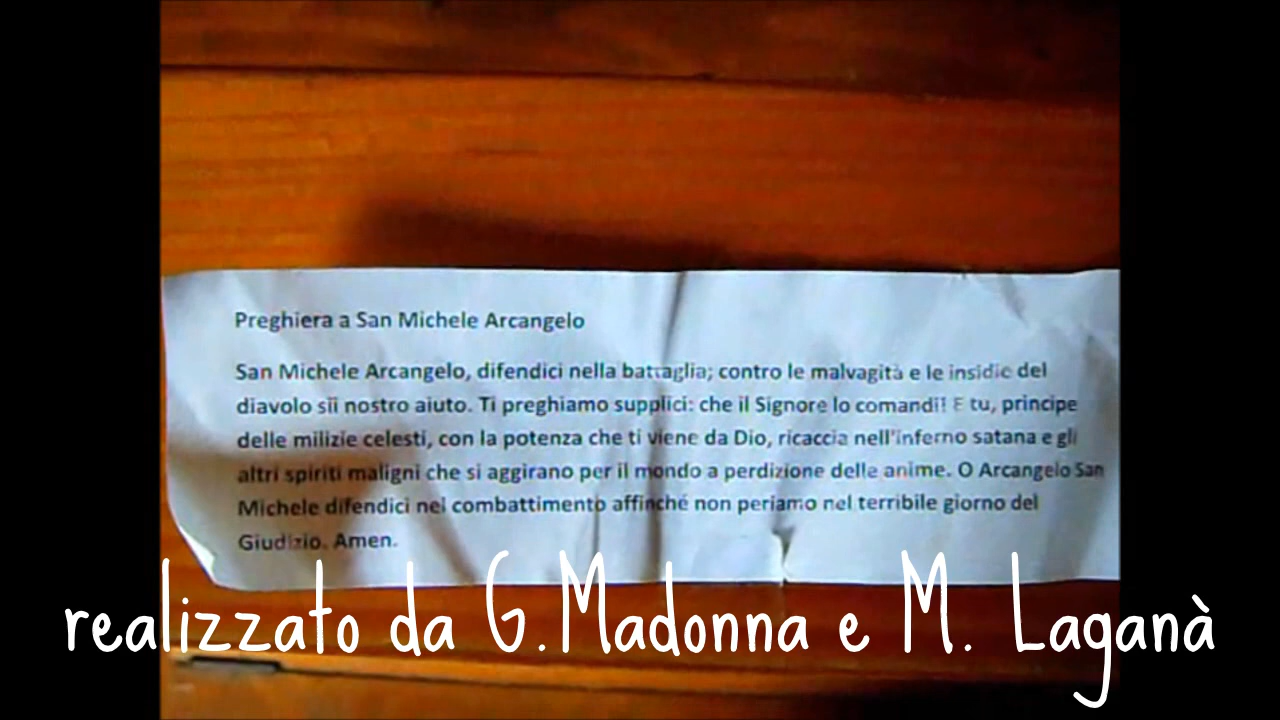 Preghiera a San Michele Arcangelo
San Michele Arcangelo, difendici nella battaglia; contro le malvagità e le insidie del
diavolo sii nostro aiuto. Ti preghiamo supplici: che il Signore lo comandi! E tu, principe
delle milizie celesti, con la potenza che ti viene da Dio, ricaccia nell'inferno satana e gli
altri spiriti maligni che si aggirano per il mondo a perdizione delle anime. O Arcangelo San
Michele difendici nel combattimento affinché non periamo nel terribile giorno del
Giudizio. Amen.
realizzato da G.Madonna e M. Laganà